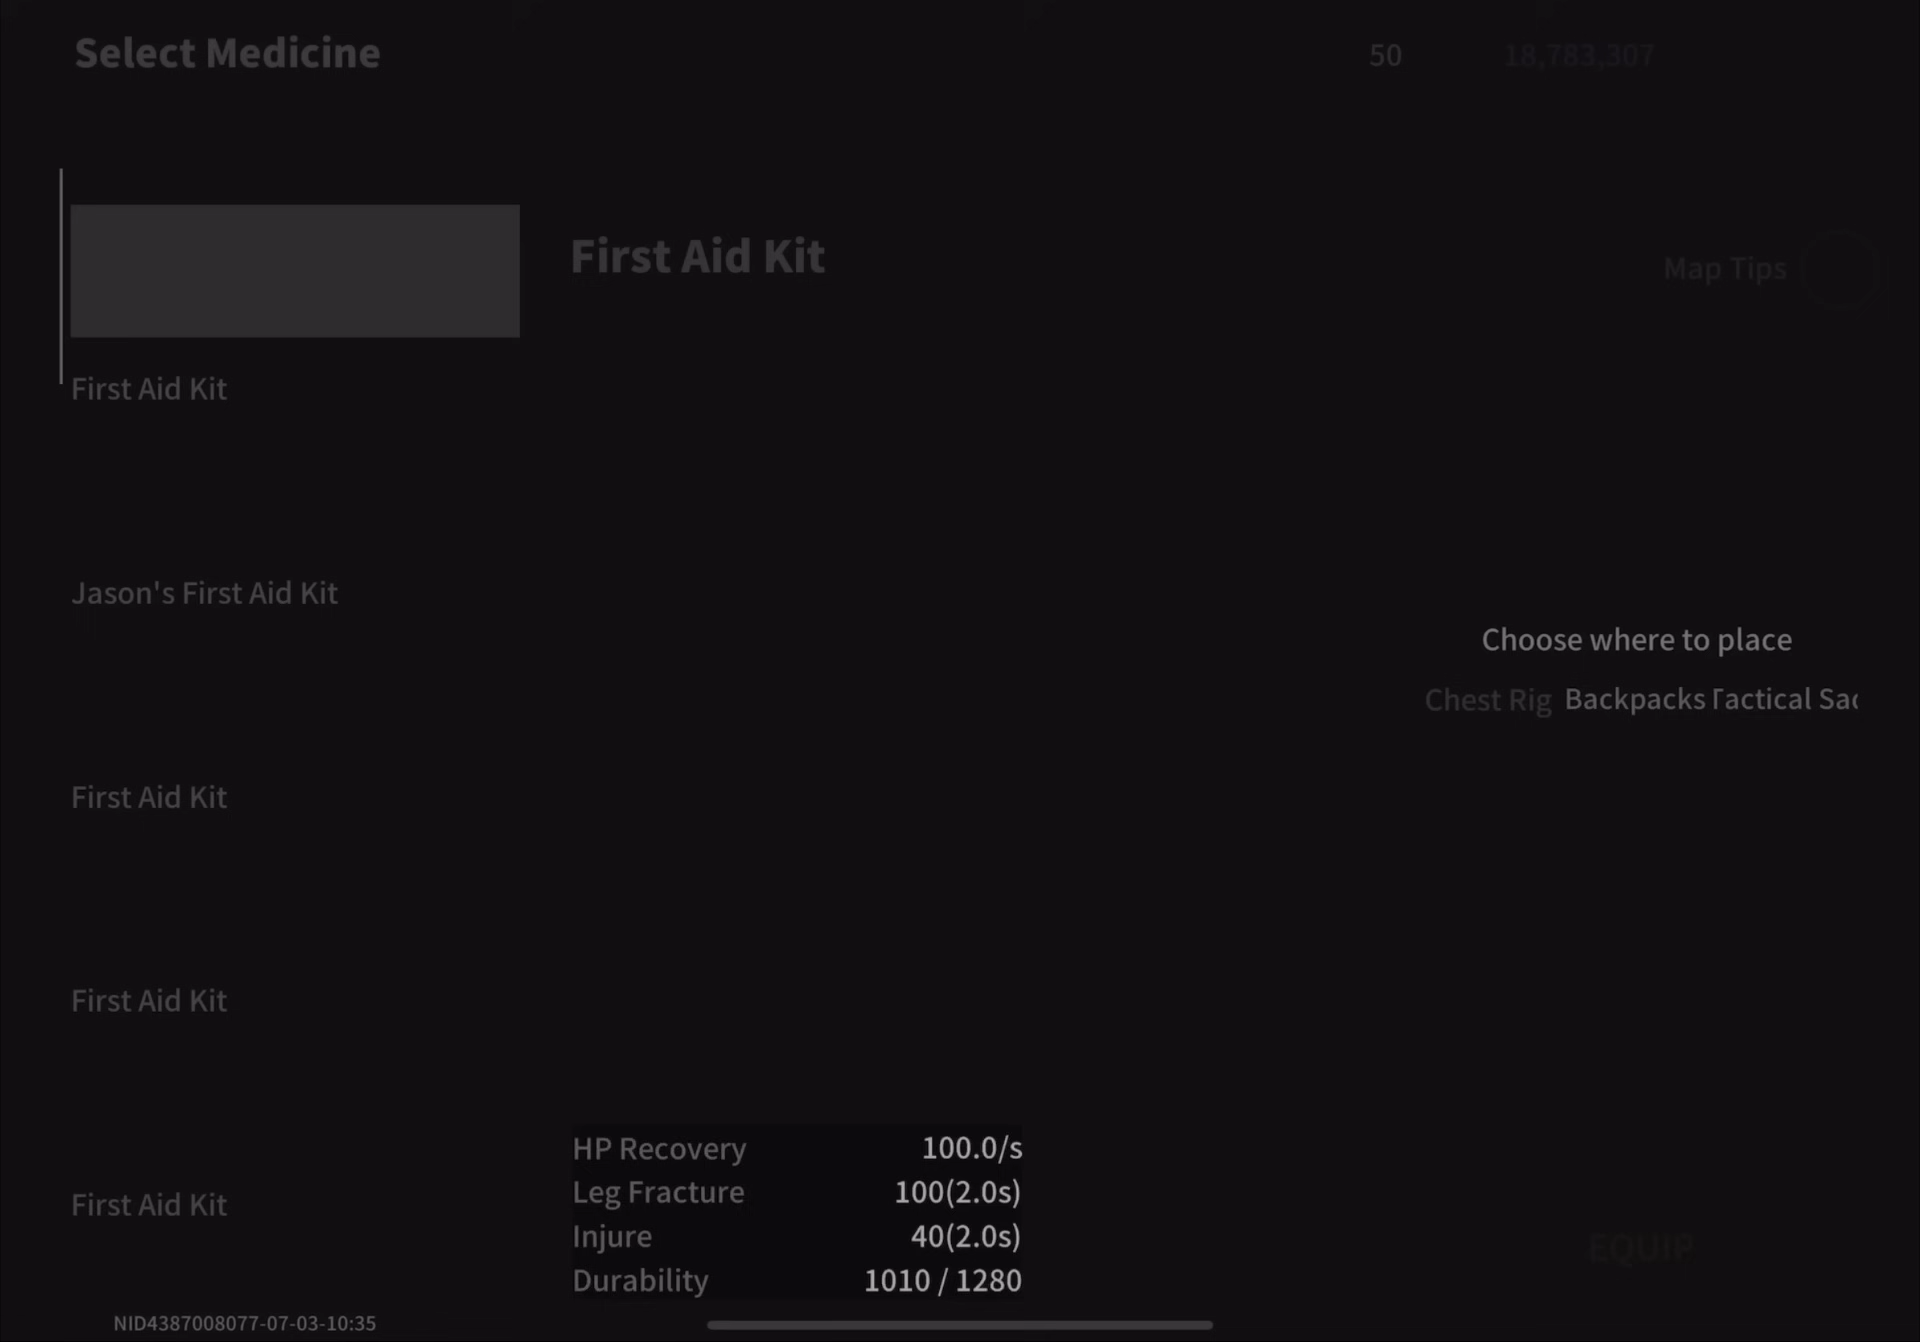 Select Medicine
50
18,783,307
First Aid Kit
Map Tips
First Aid Kit
Jason's First Aid Kit
Choose where to place
Chest Rig Backpacks Tactical Sac
First Aid Kit
First Aid Kit
HP Recovery 100.0/s
Leg Fracture 100(2.0s)
First Aid Kit
Injure 40(2.0s)
EQUIP
Durability 1010 / 1280
NID4387008077-07-03-10:35